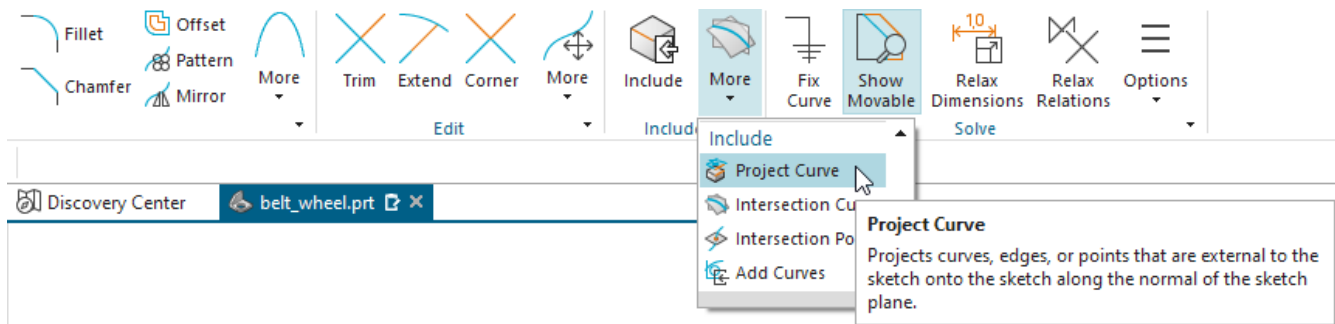 Fillet
Chamfer
Offset
Pattern
Mirror
More
Trim
Extend
Corner
More
Edit
Include
More
Includ
Fix
Curve
Show
Movable
1,0
Relax
Dimensions
Relax
Relations
Options
Solve
Include
Project Curve
Intersection Cu
Intersection Po
Add Curves
Discovery Center
belt_wheel.prt
Project Curve
Projects curves, edges, or points that are external to the
sketch onto the sketch along the normal of the sketch
plane.